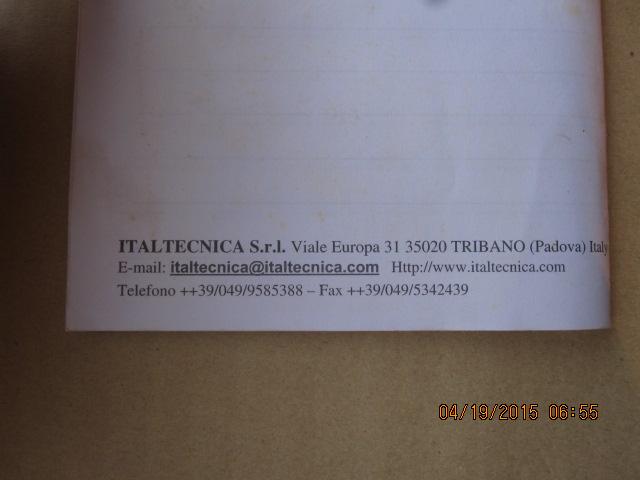 ITALTECNICA S.r.l. Viale Europa 31 35020 TRIBANO (Padova) Italy
E-mail: italtecnica@italtecnica.com Http://www.italtecnica.com
Telefono ++39/049/9585388 – Fax ++39/049/5342439
04/19/2015 06:55